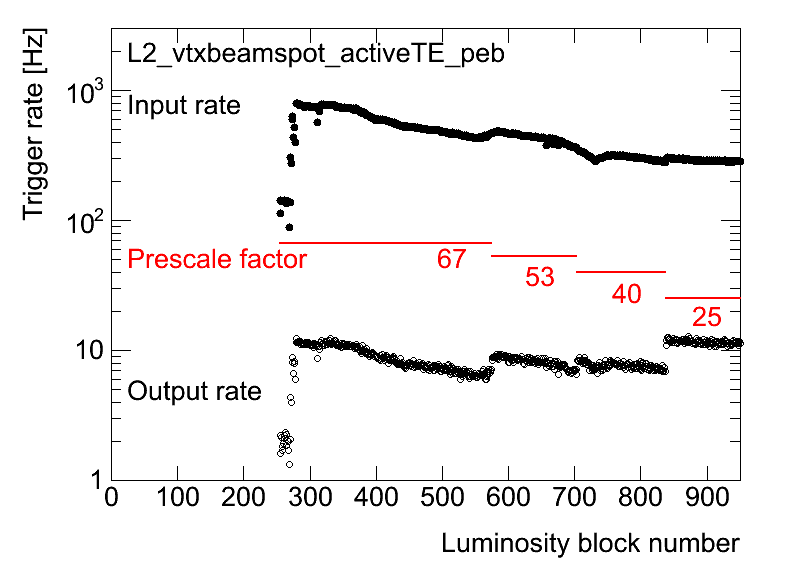 Trigger rate [Hz]
L2_vtxbeamspot_activeTE_peb
10³
Input rate
10²
Prescale factor
67
53
40
25
10
Output rate
1
0 100 200 300 400 500 600 700 800 900
Luminosity block number